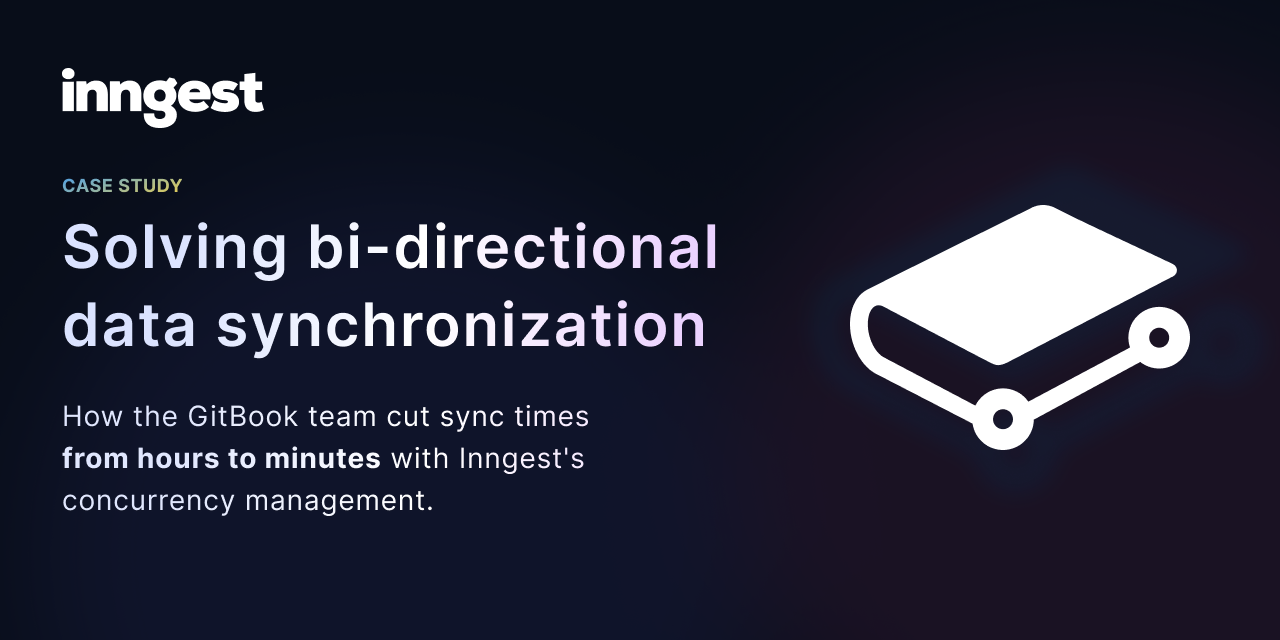 inngest
CASE STUDY
Solving bi-directional
data synchronization
How the GitBook team cut sync times
from hours to minutes with Inngest's
concurrency management.